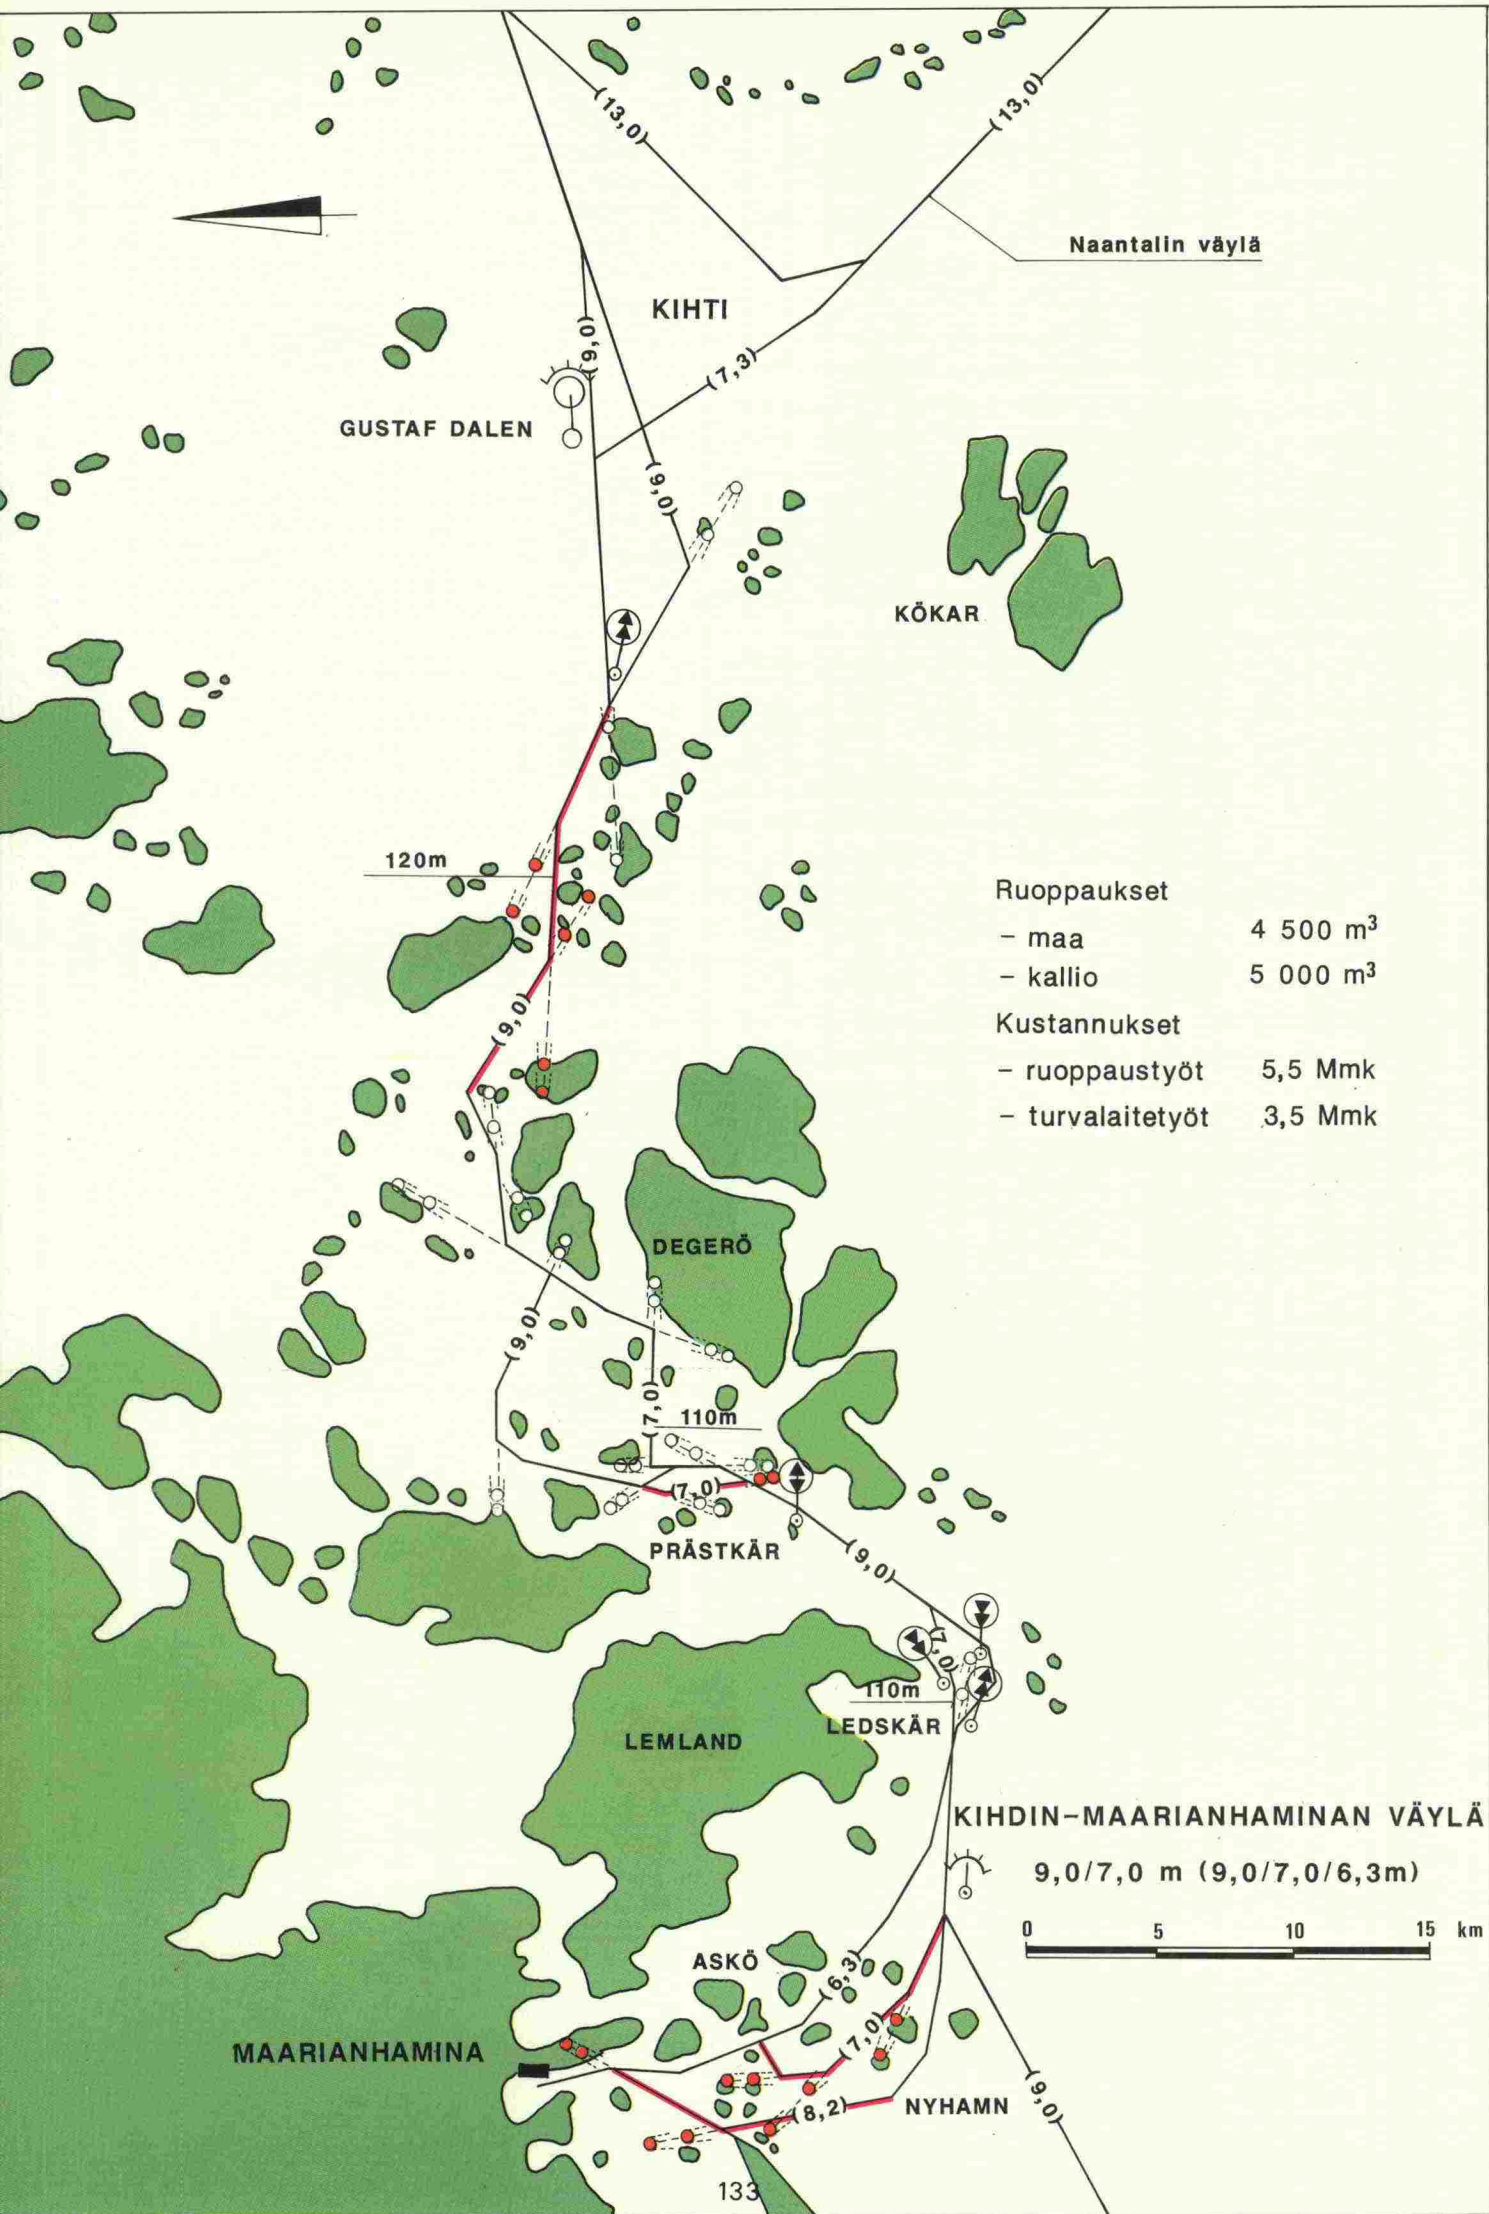 (13,0)
(13,0)
Naantalin väylä
KIHTI
(9,0)
(7,3)
GUSTAF DALEN
(9,0)
KÖKAR
120m
Ruoppaukset
– maa 4 500 m³
– kallio 5 000 m³
(9,0)
Kustannukset
– ruoppaustyöt 5,5 Mmk
– turvalaitetyöt 3,5 Mmk
DEGERÖ
(9,0)
(7,0)
110m
(7,0)
PRÄSTKÄR
(9,0)
(7,0)
110m
LEDSKÄR
LEMLAND
KIHDIN–MAARIANHAMINAN VÄYLÄ
9,0/7,0 m (9,0/7,0/6,3m)
0 5 10 15 km
ASKÖ
(6,3)
(7,0)
MAARIANHAMINA
(8,2)
NYHAMN
(9,0)
133